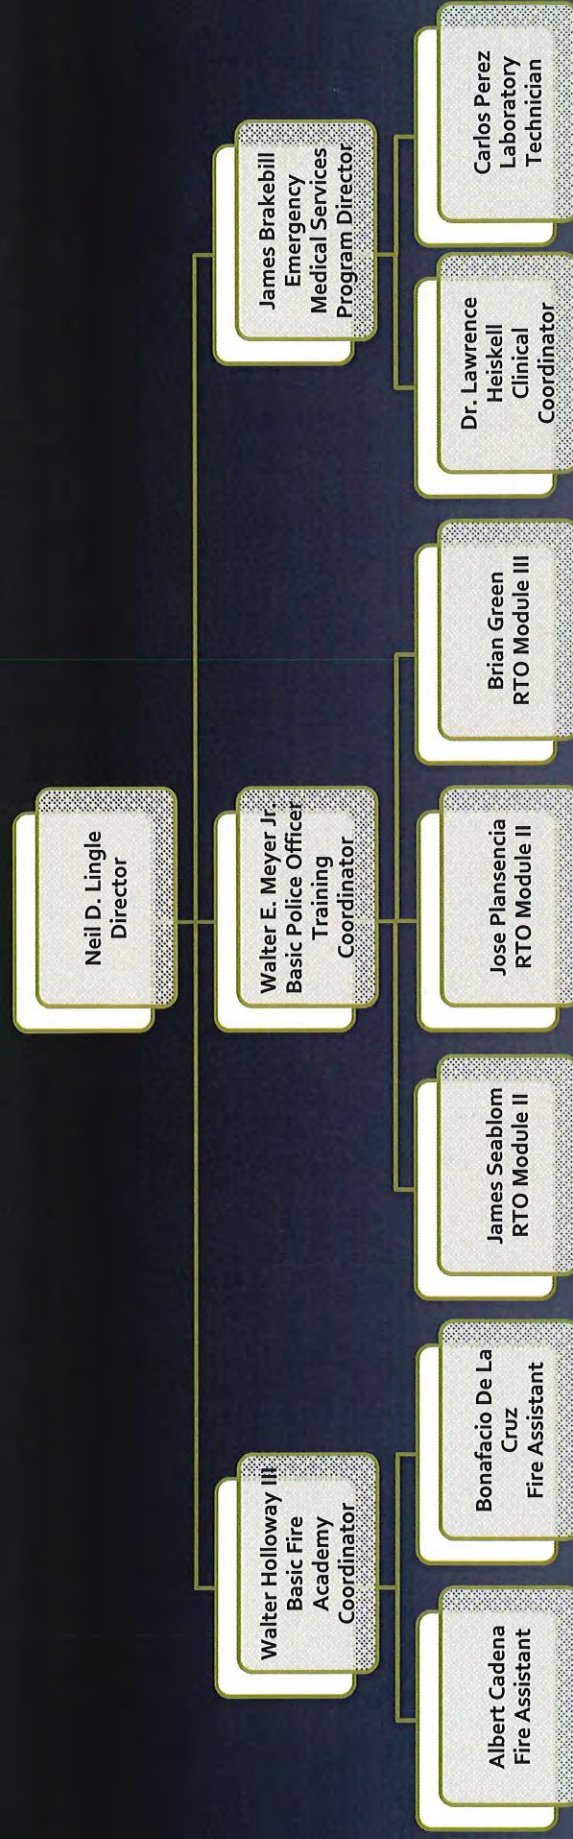 Neil D. Lingle
Director
Walter Holloway III
Basic Fire
Academy
Coordinator
Walter E. Meyer Jr.
Basic Police Officer
Training
Coordinator
James Brakebill
Emergency
Medical Services
Program Director
Albert Cadena
Fire Assistant
Bonafacio De La
Cruz
Fire Assistant
James Seablom
RTO Module II
Jose Plansencia
RTO Module II
Brian Green
RTO Module III
Dr. Lawrence
Heiskell
Clinical
Coordinator
Carlos Perez
Laboratory
Technician